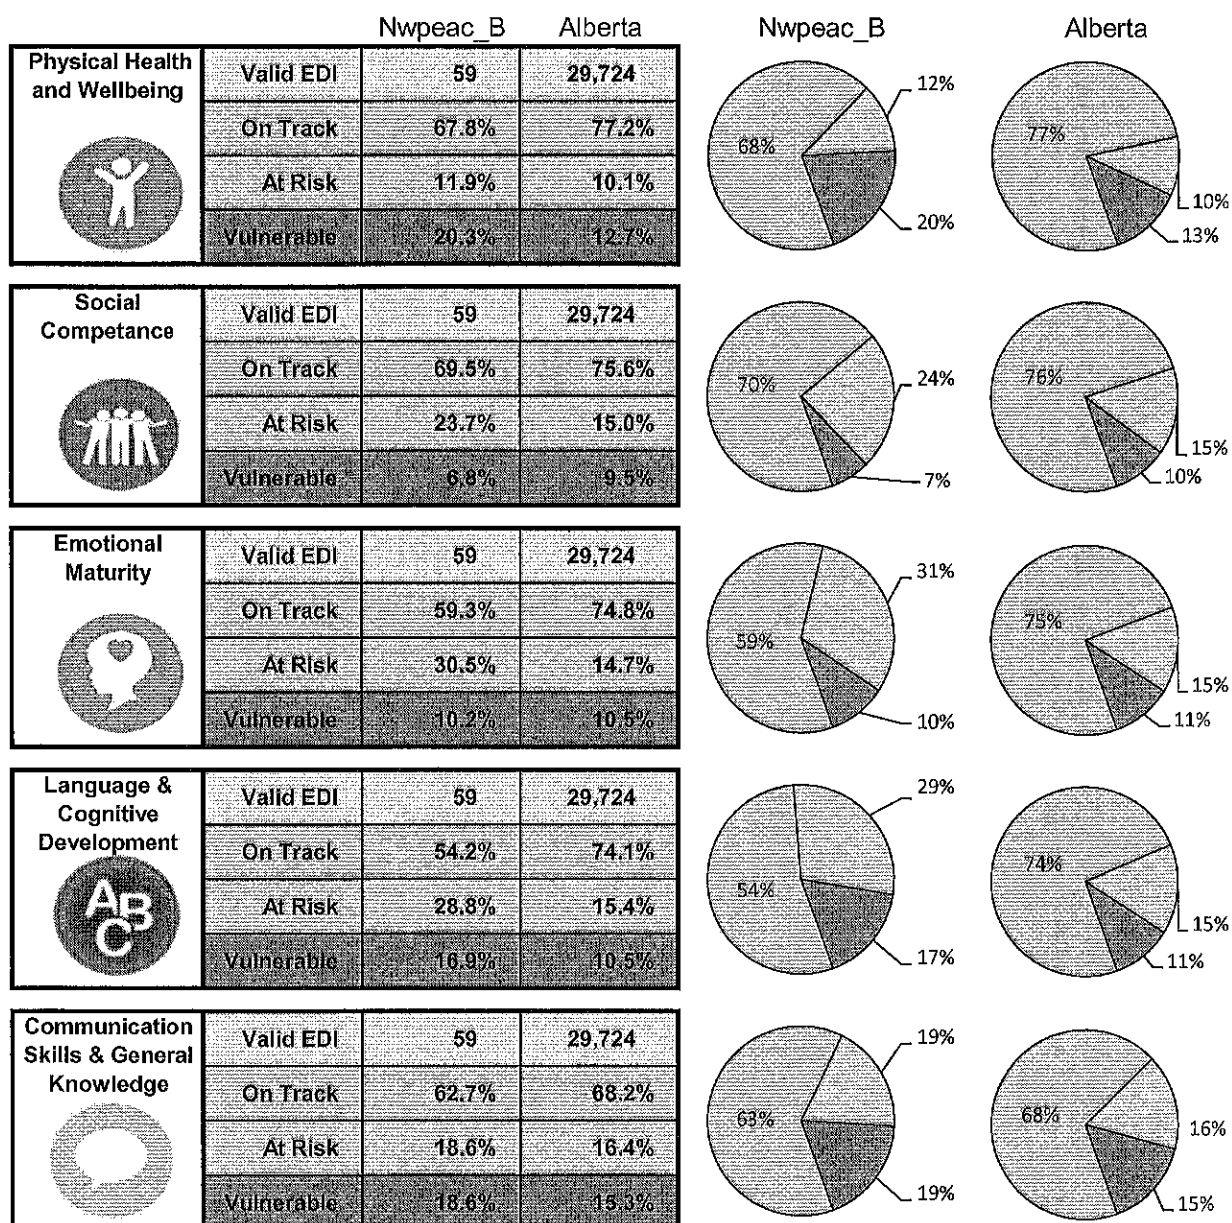 Nwpeac_B Alberta Nwpeac_B Alberta
Physical Health
and Wellbeing
Valid EDI 59 29,724
On Track 67.8% 77.2%
At Risk 11.9% 10.1%
Vulnerable 20.3% 12.7%
68%
12%
20%
77%
10%
13%
Social
Competance
Valid EDI 59 29,724
On Track 69.5% 75.6%
At Risk 23.7% 15.0%
Vulnerable 6.8% 9.5%
70%
24%
7%
76%
15%
10%
Emotional
Maturity
Valid EDI 59 29,724
On Track 59.3% 74.8%
At Risk 30.5% 14.7%
Vulnerable 10.2% 10.5%
59%
31%
10%
75%
15%
11%
Language &
Cognitive
Development
ABC
Valid EDI 59 29,724
On Track 54.2% 74.1%
At Risk 28.8% 15.4%
Vulnerable 16.9% 10.5%
54%
29%
17%
74%
15%
11%
Communication
Skills & General
Knowledge
Valid EDI 59 29,724
On Track 62.7% 68.2%
At Risk 18.6% 16.4%
Vulnerable 18.6% 15.3%
63%
19%
19%
68%
16%
15%